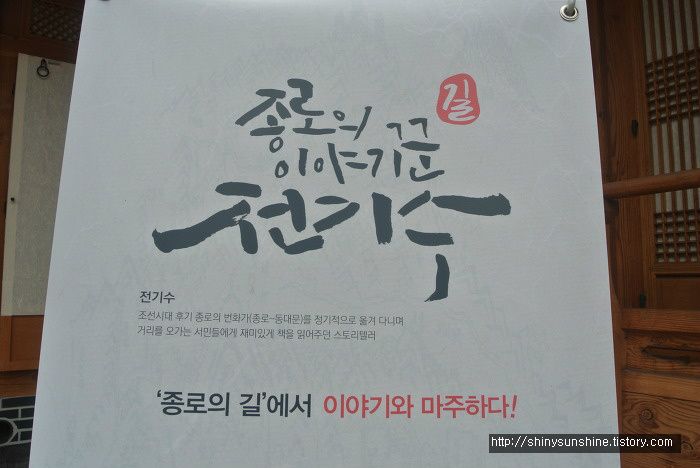 종로의
길
이야기꾼
전기수
전기수
조선시대 후기 종로의 번화가(종로~동대문)를 정기적으로 옮겨 다니며
거리를 오가는 서민들에게 재미있게 책을 읽어주던 스토리텔러
'종로의 길'에서 이야기와 마주하다!
http://shinysunshine.tistory.com